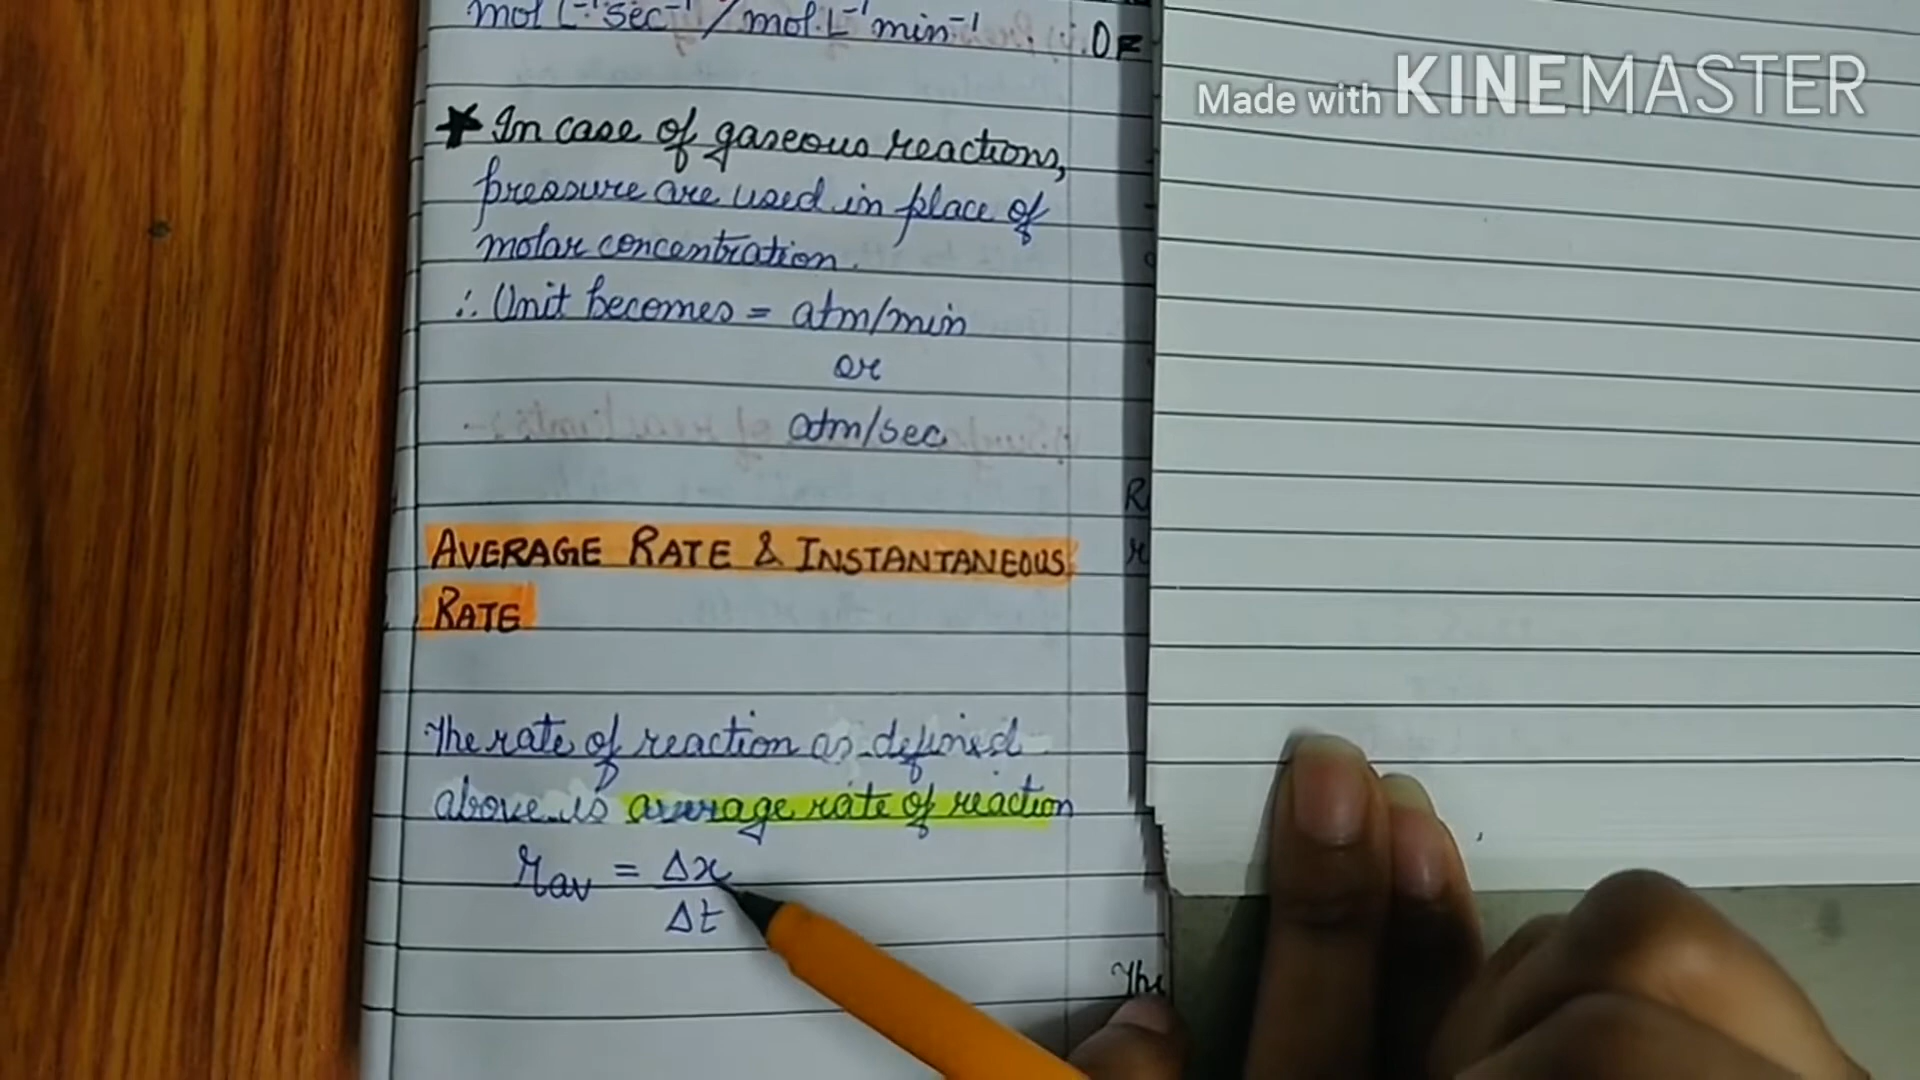 mol L⁻¹ sec⁻¹ / mol.L⁻¹ min⁻¹
Made with KINEMASTER
★ In case of gaseous reactions,
pressure are used in place of
molar concentration.
∴ Unit becomes = atm/min
or
atm/sec
AVERAGE RATE & INSTANTANEOUS
RATE
The rate of reaction as defined
above is average rate of reaction
rav = Δx
Δt
The